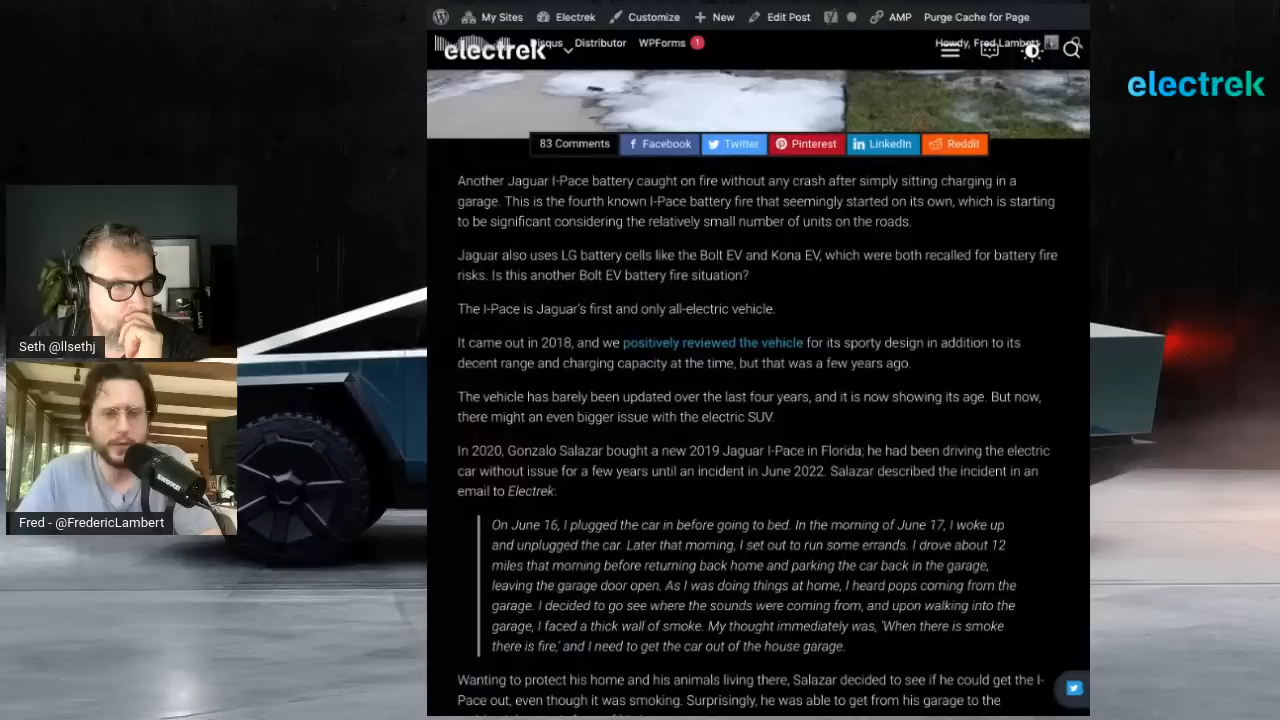 My Sites Electrek Customize + New Edit Post AMP Purge Cache for Page
Disqus Distributor WPForms 1 Howdy, Fred Lambert
electrek
electrek
83 Comments Facebook Twitter Pinterest LinkedIn Reddit
Another Jaguar I-Pace battery caught on fire without any crash after simply sitting charging in a
garage. This is the fourth known I-Pace battery fire that seemingly started on its own, which is starting
to be significant considering the relatively small number of units on the roads.
Jaguar also uses LG battery cells like the Bolt EV and Kona EV, which were both recalled for battery fire
risks. Is this another Bolt EV battery fire situation?
The I-Pace is Jaguar's first and only all-electric vehicle.
It came out in 2018, and we positively reviewed the vehicle for its sporty design in addition to its
decent range and charging capacity at the time, but that was a few years ago.
The vehicle has barely been updated over the last four years, and it is now showing its age. But now,
there might an even bigger issue with the electric SUV.
In 2020, Gonzalo Salazar bought a new 2019 Jaguar I-Pace in Florida; he had been driving the electric
car without issue for a few years until an incident in June 2022. Salazar described the incident in an
email to Electrek:
On June 16, I plugged the car in before going to bed. In the morning of June 17, I woke up
and unplugged the car. Later that morning, I set out to run some errands. I drove about 12
miles that morning before returning back home and parking the car back in the garage,
leaving the garage door open. As I was doing things at home, I heard pops coming from the
garage. I decided to go see where the sounds were coming from, and upon walking into the
garage, I faced a thick wall of smoke. My thought immediately was, 'When there is smoke
there is fire,' and I need to get the car out of the house garage.
Wanting to protect his home and his animals living there, Salazar decided to see if he could get the I-
Pace out, even though it was smoking. Surprisingly, he was able to get from his garage to the
Seth @llsethj
SHURE
Fred - @FredericLambert